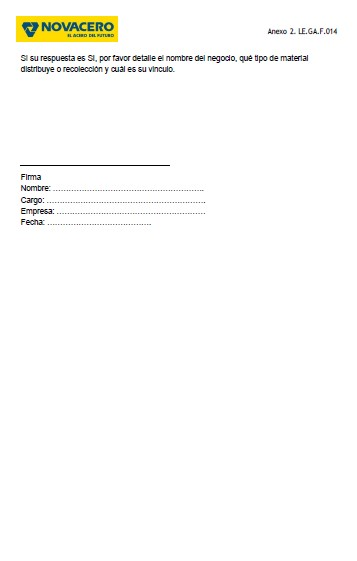 NOVACERO
EL ACERO DEL FUTURO
Anexo 2. LE.GA.F.014
Si su respuesta es SI, por favor detalle el nombre del negocio, qué tipo de material
distribuye o recolección y cuál es su vínculo.
Firma
Nombre: ………………………………………………….
Cargo: …………………………………………………….
Empresa: …………………………………………………
Fecha: ………………………………….